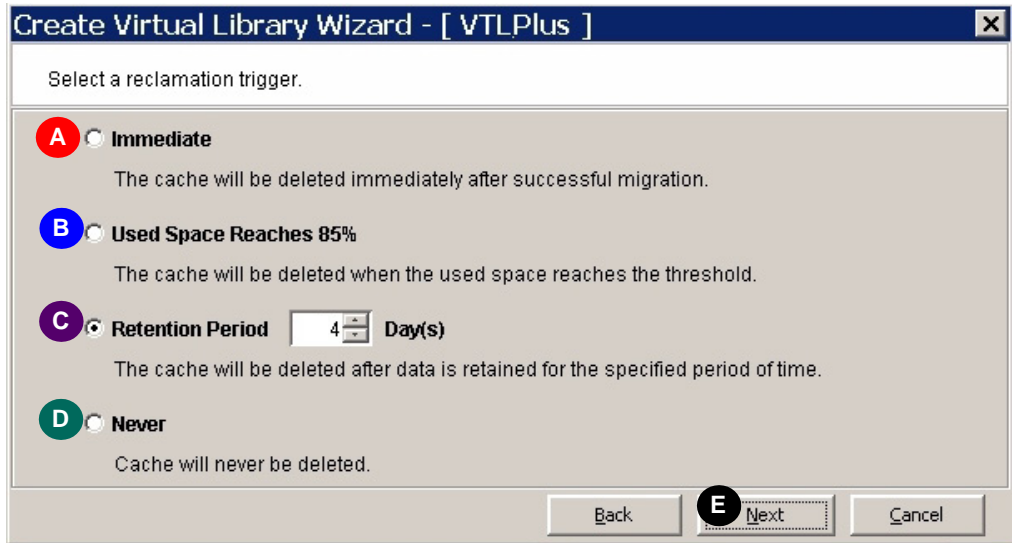 Create Virtual Library Wizard - [ VTLPlus ]
Select a reclamation trigger.
A Immediate
The cache will be deleted immediately after successful migration.
B Used Space Reaches 85%
The cache will be deleted when the used space reaches the threshold.
C Retention Period 4 Day(s)
The cache will be deleted after data is retained for the specified period of time.
D Never
Cache will never be deleted.
Back E Next Cancel